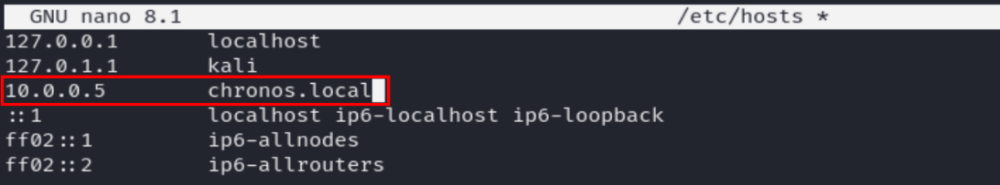 GNU nano 8.1 /etc/hosts *
127.0.0.1 localhost
127.0.1.1 kali
10.0.0.5 chronos.local
::1 localhost ip6-localhost ip6-loopback
ff02::1 ip6-allnodes
ff02::2 ip6-allrouters